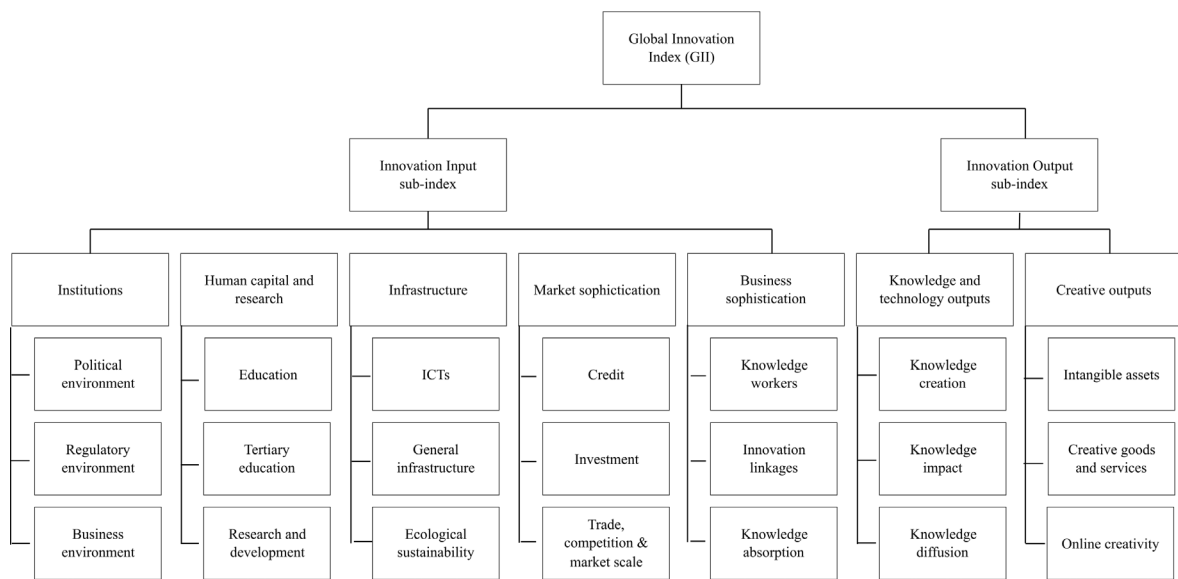 Global Innovation
Index (GII)
Innovation Input
sub-index
Innovation Output
sub-index
Institutions
Human capital and
research
Infrastructure
Market sophictication
Business
sophistication
Knowledge and
technology outputs
Creative outputs
Political
environment
Education
ICTs
Credit
Knowledge
workers
Knowledge
creation
Intangible assets
Regulatory
environment
Tertiary
education
General
infrastructure
Investment
Innovation
linkages
Knowledge
impact
Creative goods
and services
Business
environment
Research and
development
Ecological
sustainability
Trade,
competition &
market scale
Knowledge
absorption
Knowledge
diffusion
Online creativity